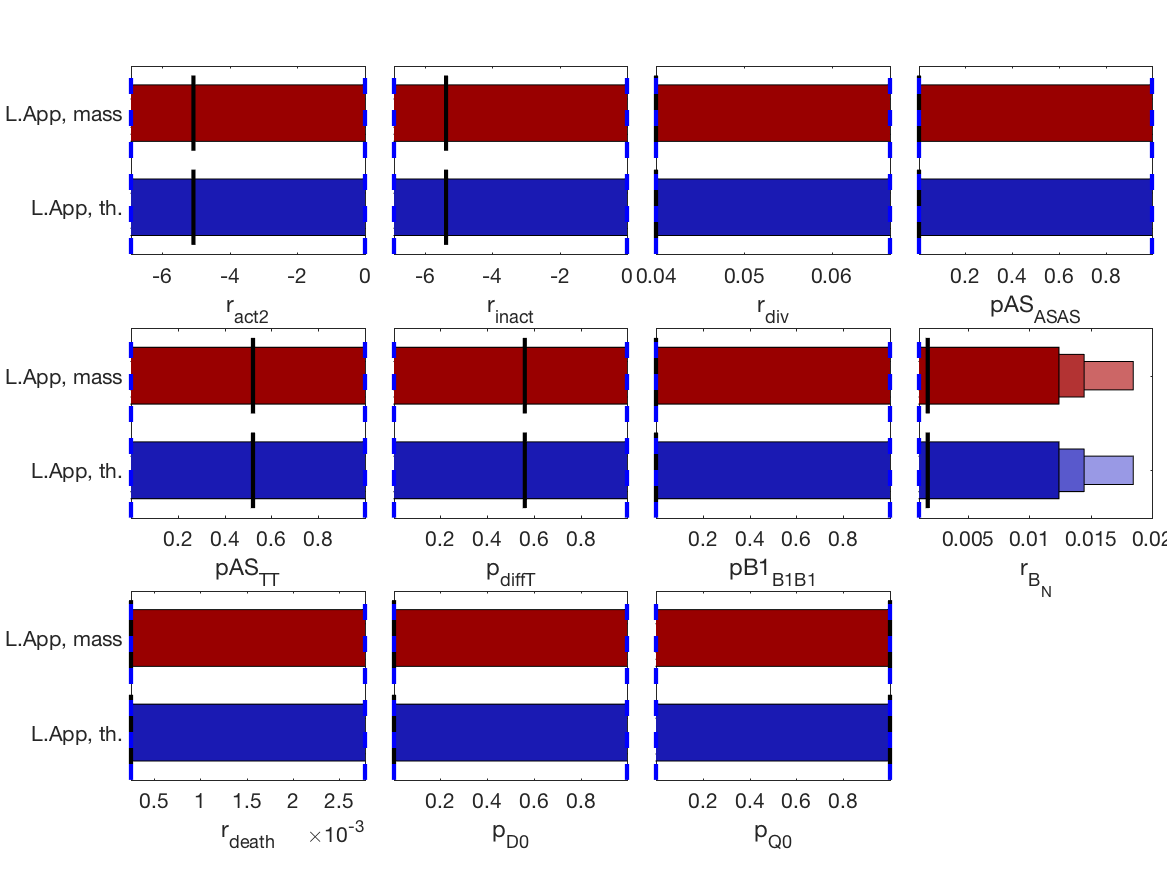 L.App, mass
L.App, th.
-6 -4 -2 0
r_act2
-6 -4 -2 0
r_inact
0.04 0.05 0.06
r_div
0.2 0.4 0.6 0.8
pAS_ASAS
L.App, mass
L.App, th.
0.2 0.4 0.6 0.8
pAS_TT
0.2 0.4 0.6 0.8
p_diffT
0.2 0.4 0.6 0.8
pB1_B1B1
0.005 0.01 0.015 0.02
r_B_N
L.App, mass
L.App, th.
0.5 1 1.5 2 2.5
r_death ×10^-3
0.2 0.4 0.6 0.8
p_D0
0.2 0.4 0.6 0.8
p_Q0